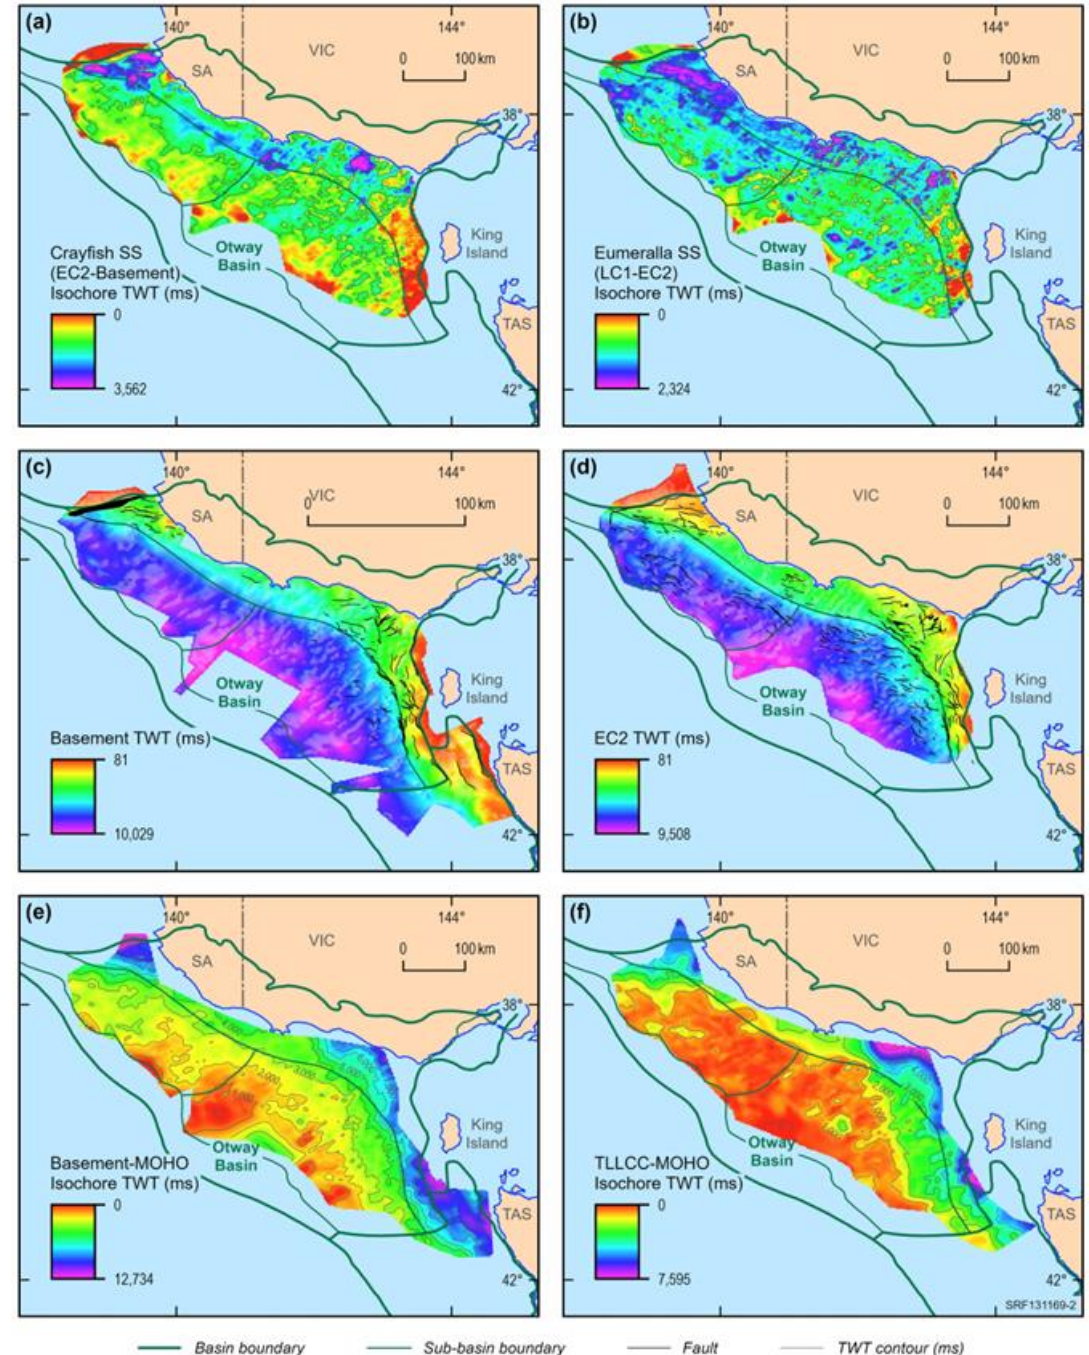 (a)
140°
144°
VIC
SA
0 100 km
38°
King
Island
Otway
Basin
Crayfish SS
(EC2-Basement)
Isochore TWT (ms)
0
3,562
TAS
42°
(b)
140°
144°
VIC
SA
0 100 km
38°
King
Island
Otway
Basin
Eumeralla SS
(LC1-EC2)
Isochore TWT (ms)
0
2,324
TAS
42°
(c)
140°
144°
VIC
SA
0 100 km
38°
King
Island
Otway
Basin
Basement TWT (ms)
81
10,029
TAS
42°
(d)
140°
144°
VIC
SA
0 100 km
38°
King
Island
Otway
Basin
EC2 TWT (ms)
81
9,508
TAS
42°
(e)
140°
144°
VIC
SA
0 100 km
38°
King
Island
Otway
Basin
Basement-MOHO
Isochore TWT (ms)
0
12,734
TAS
42°
(f)
140°
144°
VIC
SA
0 100 km
38°
King
Island
Otway
Basin
TLLCC-MOHO
Isochore TWT (ms)
0
7,595
TAS
42°
SRF131169-2
Basin boundary Sub-basin boundary Fault TWT contour (ms)